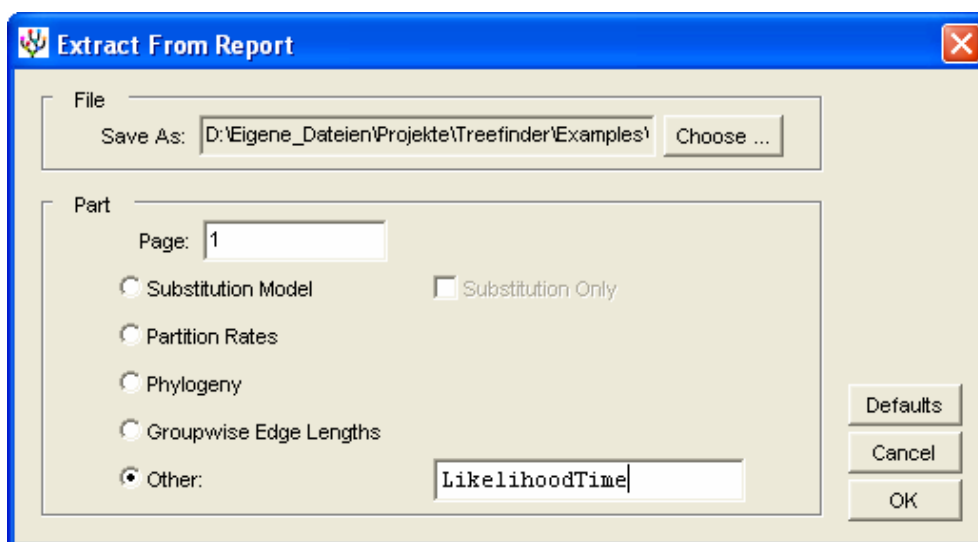 Extract From Report
File
Save As: D:\Eigene_Dateien\Projekte\Treefinder\Examples\ Choose ...
Part
Page: 1
Substitution Model Substitution Only
Partition Rates
Phylogeny
Groupwise Edge Lengths
Other: LikelihoodTime
Defaults
Cancel
OK